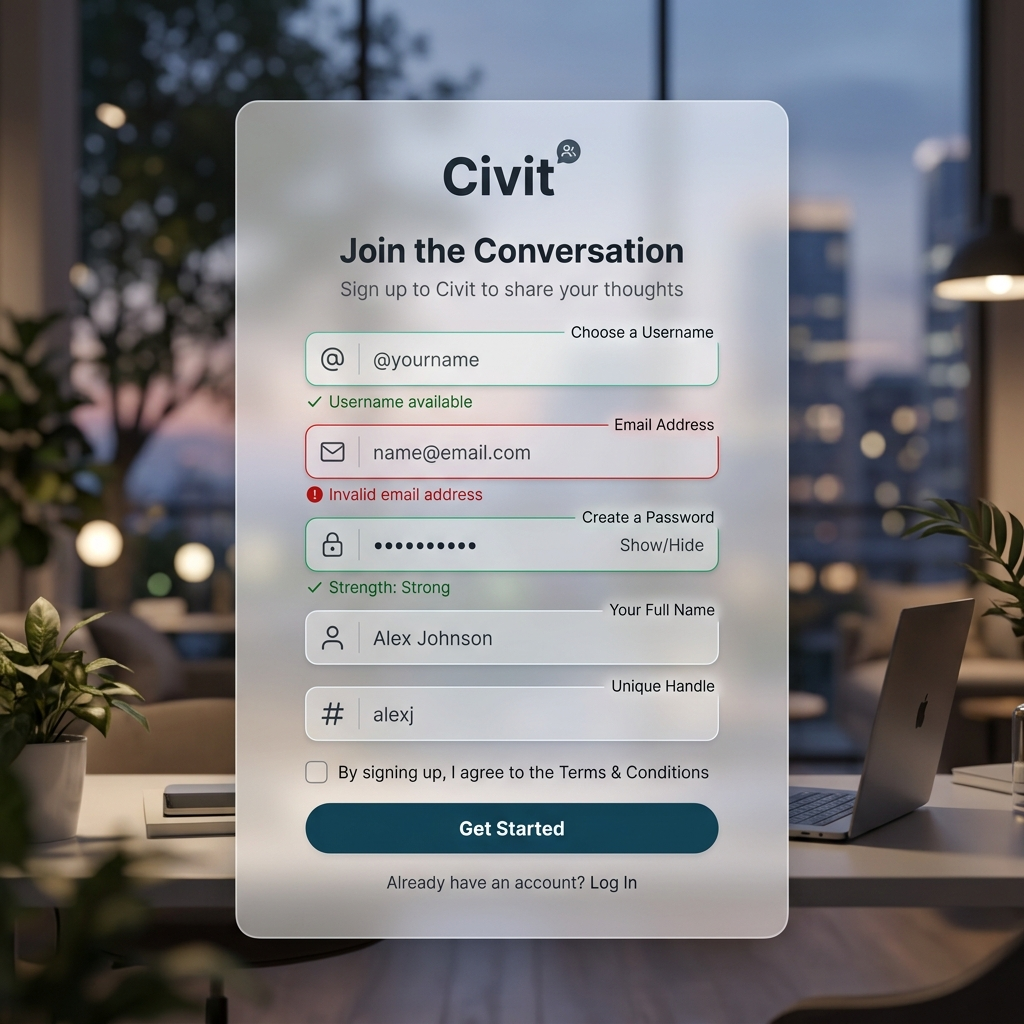 Civit
Join the Conversation
Sign up to Civit to share your thoughts
Choose a Username
@ @yourname
Username available
Email Address
name@email.com
Invalid email address
Create a Password
•••••••••• Show/Hide
Strength: Strong
Your Full Name
Alex Johnson
Unique Handle
# alexj
By signing up, I agree to the Terms & Conditions
Get Started
Already have an account? Log In